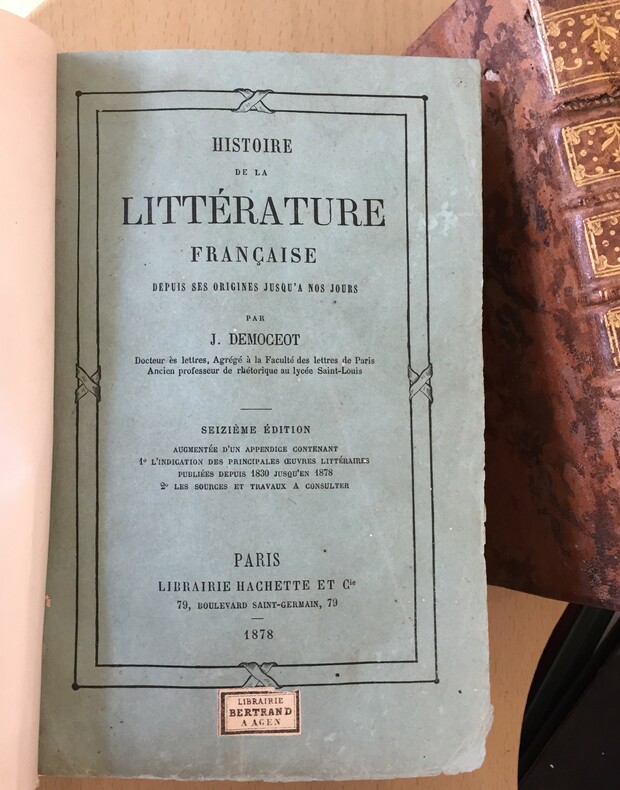 HISTOIRE
DE LA
LITTÉRATURE
FRANÇAISE
DEPUIS SES ORIGINES JUSQU'A NOS JOURS
PAR
J. DEMOGEOT
Docteur ès lettres, Agrégé à la Faculté des lettres de Paris
Ancien professeur de rhétorique au lycée Saint-Louis
SEIZIÈME ÉDITION
AUGMENTÉE D'UN APPENDICE CONTENANT
1º L'INDICATION DES PRINCIPALES ŒUVRES LITTÉRAIRES
PUBLIÉES DEPUIS 1830 JUSQU'EN 1878
2º LES SOURCES ET TRAVAUX A CONSULTER
PARIS
LIBRAIRIE HACHETTE ET Cie
79, BOULEVARD SAINT-GERMAIN, 79
1878
LIBRAIRIE
BERTRAND
A AGEN